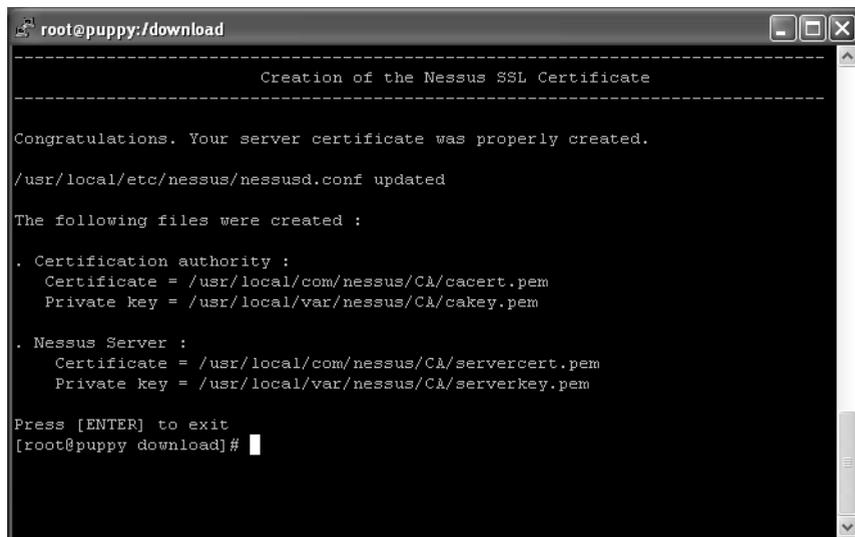 root@puppy:/download
-------------------------------------------------------------------------------
Creation of the Nessus SSL Certificate
-------------------------------------------------------------------------------
Congratulations. Your server certificate was properly created.
/usr/local/etc/nessus/nessusd.conf updated
The following files were created :
. Certification authority :
Certificate = /usr/local/com/nessus/CA/cacert.pem
Private key = /usr/local/var/nessus/CA/cakey.pem
. Nessus Server :
Certificate = /usr/local/com/nessus/CA/servercert.pem
Private key = /usr/local/var/nessus/CA/serverkey.pem
Press [ENTER] to exit
[root@puppy download]#